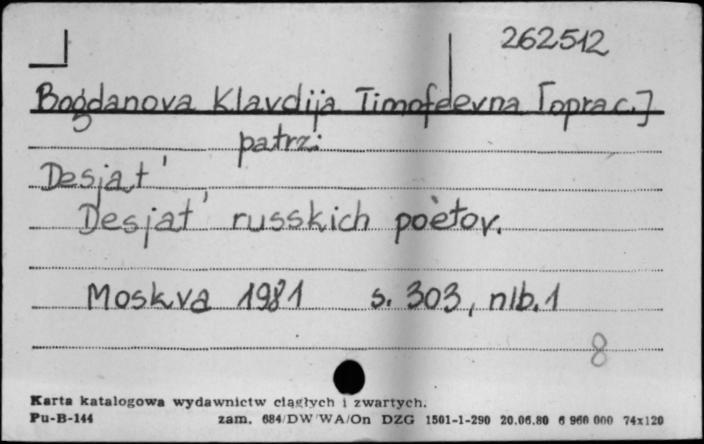 262512
Bogdanova Klavdija Timofeevna [oprac.]
patrz:
Desjat'
Desjat' russkich poètov.
Moskva 1981 s. 303, nlb. 1
8
Karta katalogowa wydawnictw ciągłych i zwartych.
Pu-B-144 zam. 684/DW/WA/On DZG 1501-1-290 20.06.80 6 960 000 74x120